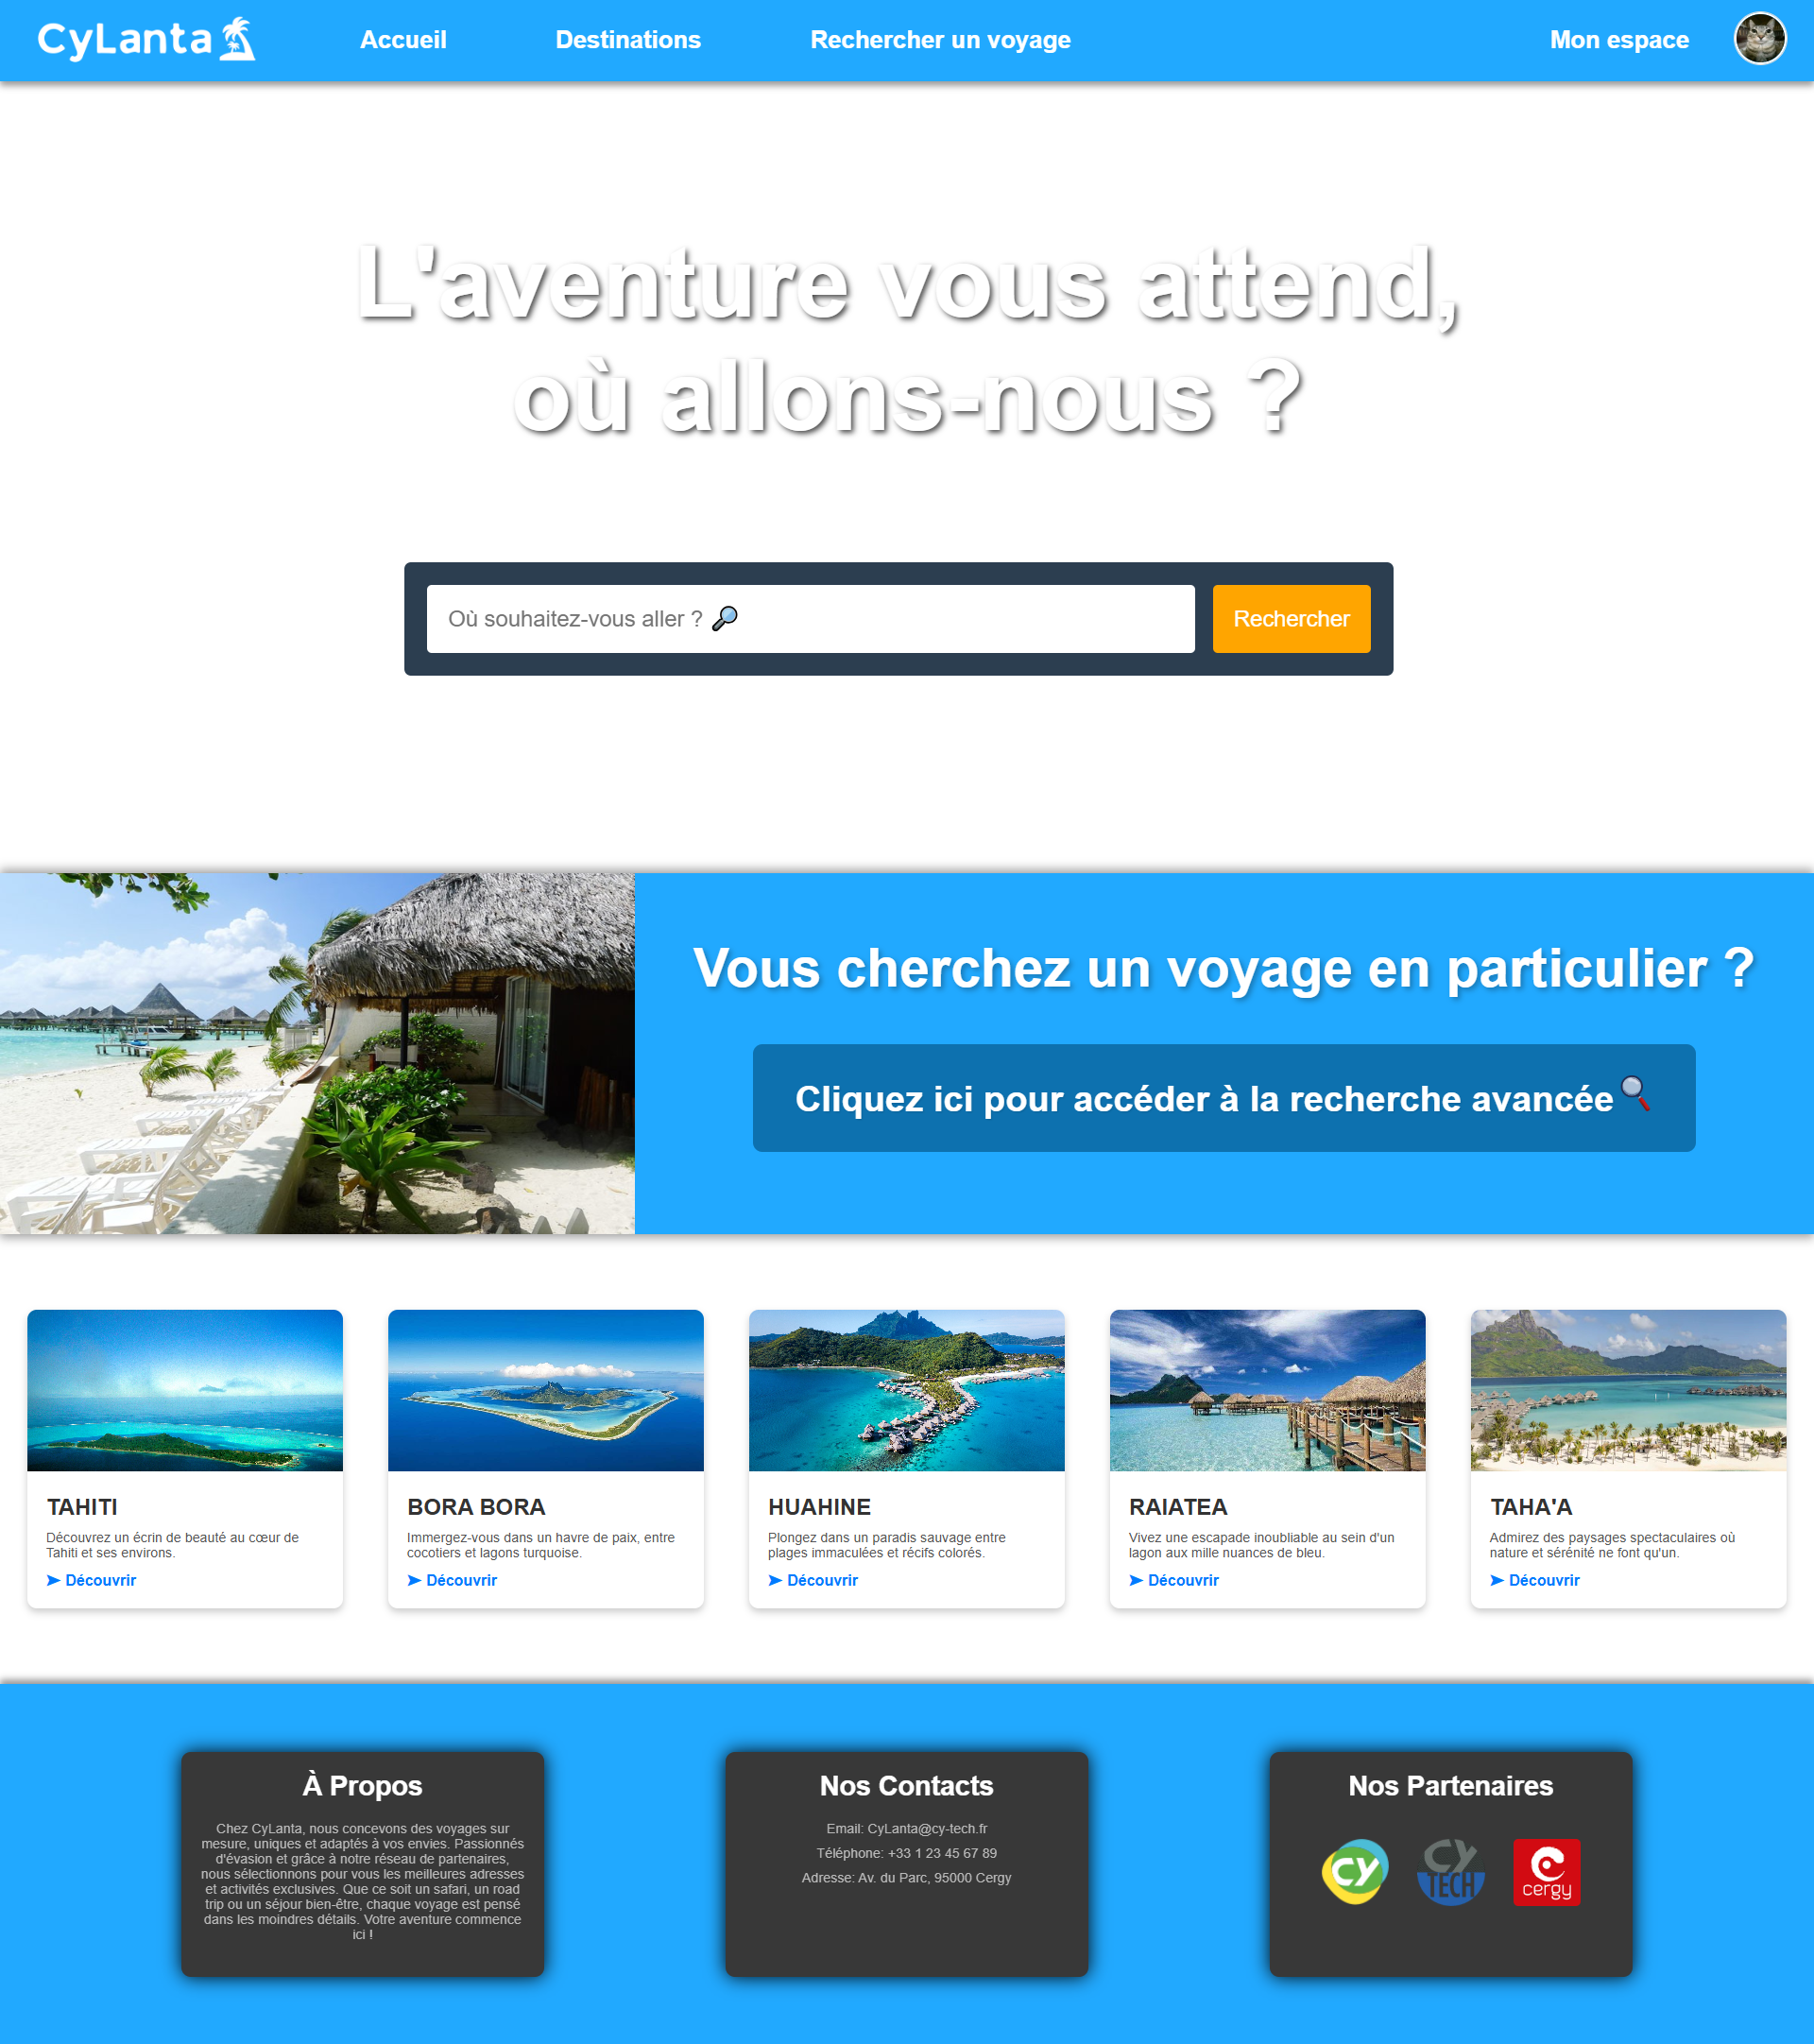 CyLanta
Accueil
Destinations
Rechercher un voyage
Mon espace
L'aventure vous attend,
où allons-nous ?
Où souhaitez-vous aller ? 🔎
Rechercher
Vous cherchez un voyage en particulier ?
Cliquez ici pour accéder à la recherche avancée
TAHITI
Découvrez un écrin de beauté au cœur de
Tahiti et ses environs.
➤ Découvrir
BORA BORA
Immergez-vous dans un havre de paix, entre
cocotiers et lagons turquoise.
➤ Découvrir
HUAHINE
Plongez dans un paradis sauvage entre
plages immaculées et récifs colorés.
➤ Découvrir
RAIATEA
Vivez une escapade inoubliable au sein d'un
lagon aux mille nuances de bleu.
➤ Découvrir
TAHA'A
Admirez des paysages spectaculaires où
nature et sérénité ne font qu'un.
➤ Découvrir
À Propos
Chez CyLanta, nous concevons des voyages sur
mesure, uniques et adaptés à vos envies. Passionnés
d'évasion et grâce à notre réseau de partenaires,
nous sélectionnons pour vous les meilleures adresses
et activités exclusives. Que ce soit un safari, un road
trip ou un séjour bien-être, chaque voyage est pensé
dans les moindres détails. Votre aventure commence
ici !
Nos Contacts
Email: CyLanta@cy-tech.fr
Téléphone: +33 1 23 45 67 89
Adresse: Av. du Parc, 95000 Cergy
Nos Partenaires
CY
CY
TECH
cergy